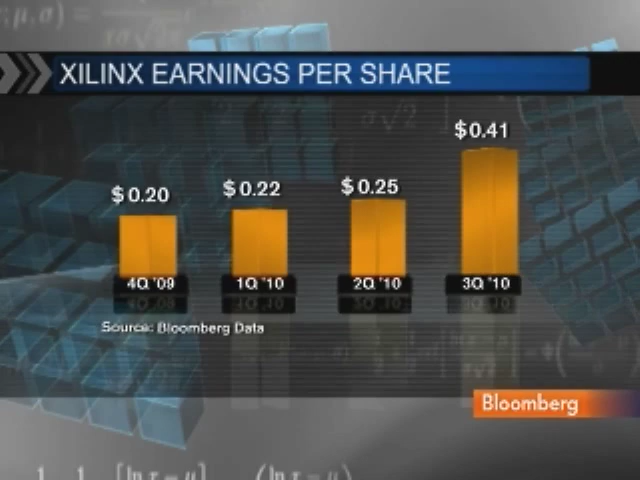 XILINX EARNINGS PER SHARE
$0.20
$0.22
$0.25
$0.41
4Q '09
1Q '10
2Q '10
3Q '10
Source: Bloomberg Data
Bloomberg